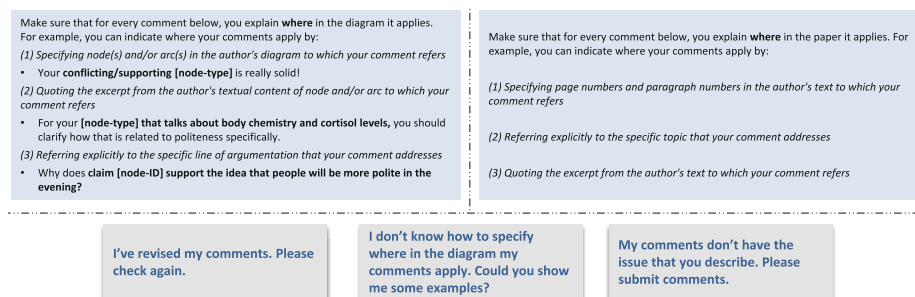 Make sure that for every comment below, you explain where in the diagram it applies.
For example, you can indicate where your comments apply by:
(1) Specifying node(s) and/or arc(s) in the author's diagram to which your comment refers
• Your conflicting/supporting [node-type] is really solid!
(2) Quoting the excerpt from the author's textual content of node and/or arc to which your
comment refers
• For your [node-type] that talks about body chemistry and cortisol levels, you should
clarify how that is related to politeness specifically.
(3) Referring explicitly to the specific line of argumentation that your comment addresses
• Why does claim [node-ID] support the idea that people will be more polite in the
evening?
Make sure that for every comment below, you explain where in the paper it applies. For
example, you can indicate where your comments apply by:
(1) Specifying page numbers and paragraph numbers in the author's text to which your
comment refers
(2) Referring explicitly to the specific topic that your comment addresses
(3) Quoting the excerpt from the author's text to which your comment refers
I've revised my comments. Please
check again.
I don't know how to specify
where in the diagram my
comments apply. Could you show
me some examples?
My comments don't have the
issue that you describe. Please
submit comments.